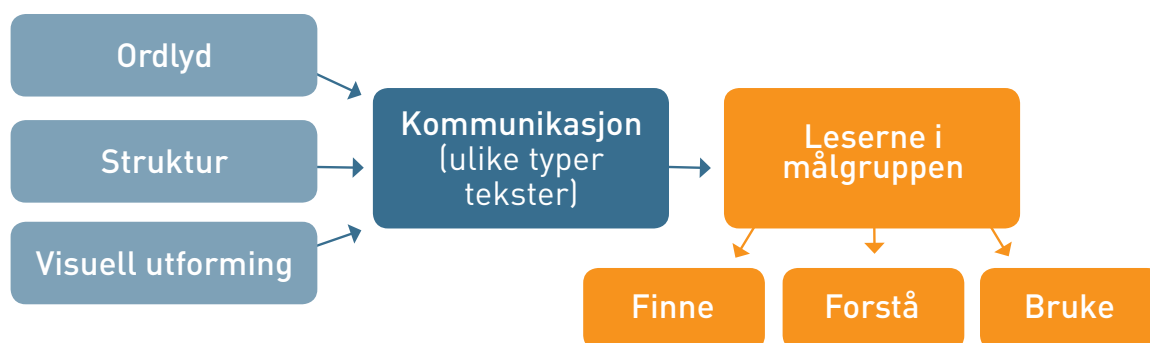 Ordlyd
Struktur
Visuell utforming
Kommunikasjon
(ulike typer
tekster)
Leserne i
målgruppen
Finne
Forstå
Bruke